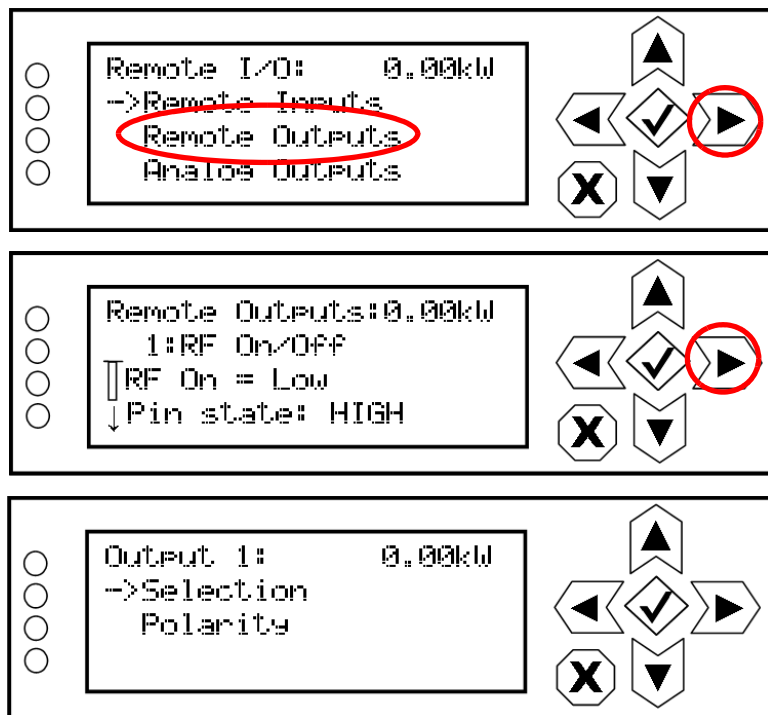 Remote I/O: 0.00kW
->Remote Inputs
Remote Outputs
Analog Outputs
X
Remote Outputs:0.00kW
1:RF On/Off
RF On = Low
↓Pin state: HIGH
X
Output 1: 0.00kW
->Selection
Polarity
X